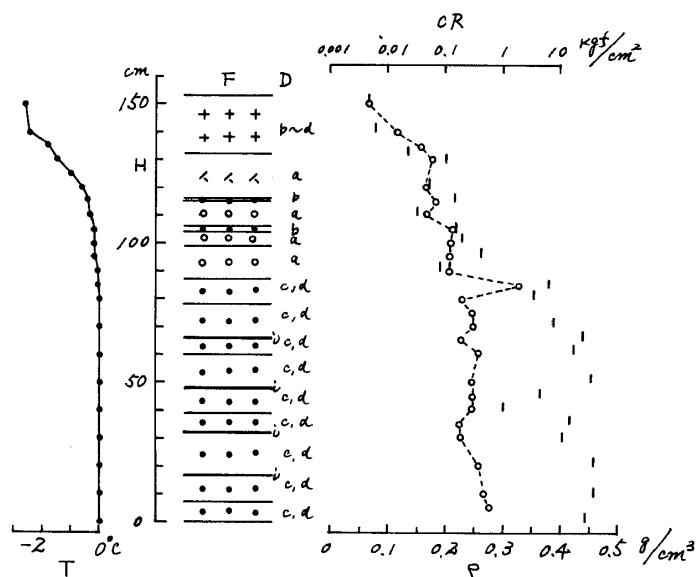 CR
0.001 0.01 0.1 1 10 kgf/cm²
cm F D
150
b~d
H
a
b
a
b
100 a
a
c, d
c, d
i c, d
c, d
50 i
c, d
c, d
i
c, d
i
c, d
0 c, d
-2 0°C
T
0 0.1 0.2 0.3 0.4 0.5 g/cm³
ρ